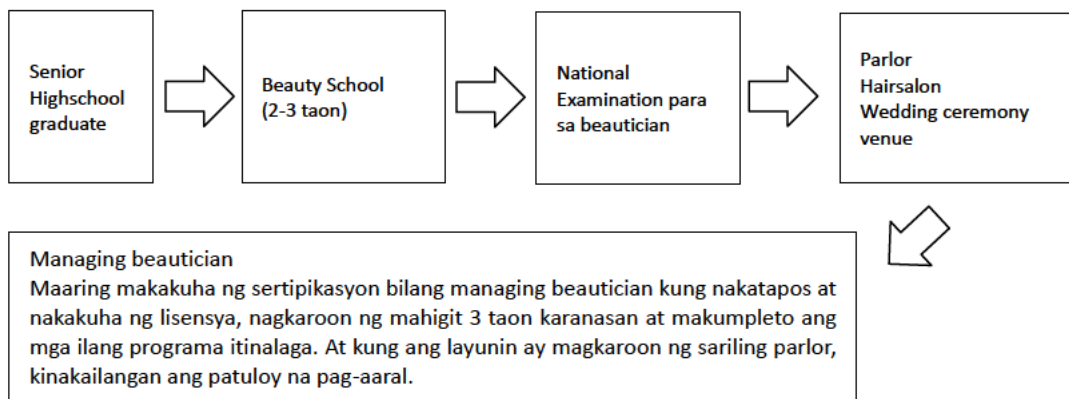 Senior
Highschool
graduate
Beauty School
(2-3 taon)
National
Examination para
sa beautician
Parlor
Hairsalon
Wedding ceremony
venue
Managing beautician
Maaring makakuha ng sertipikasyon bilang managing beautician kung nakatapos at
nakakuha ng lisensya, nagkaroon ng mahigit 3 taon karanasan at makumpleto ang
mga ilang programa itinalaga. At kung ang layunin ay magkaroon ng sariling parlor,
kinakailangan ang patuloy na pag-aaral.